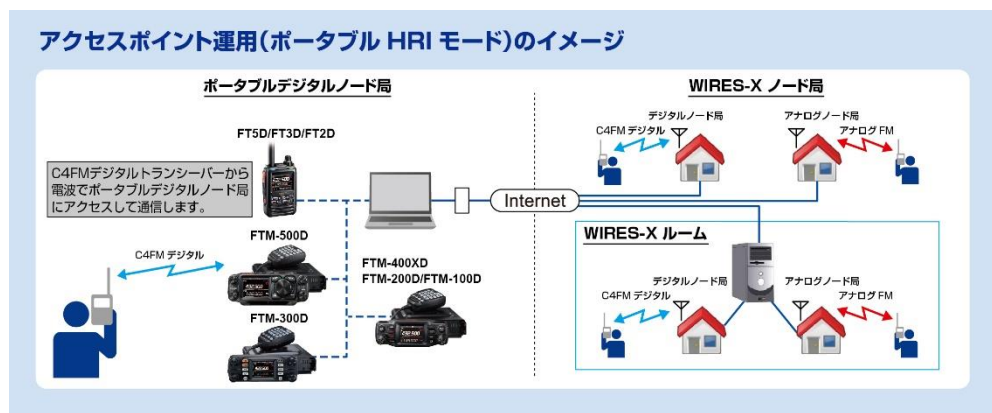 アクセスポイント運用(ポータブル HRI モード)のイメージ
ポータブルデジタルノード局
FT5D/FT3D/FT2D
C4FMデジタルトランシーバーから
電波でポータブルデジタルノード局
にアクセスして通信します。
FTM-500D
C4FM デジタル
FTM-400XD
FTM-200D/FTM-100D
FTM-300D
Internet
WIRES-X ノード局
デジタルノード局
C4FM デジタル
アナログノード局
アナログ FM
WIRES-X ルーム
デジタルノード局
C4FM デジタル
アナログノード局
アナログ FM